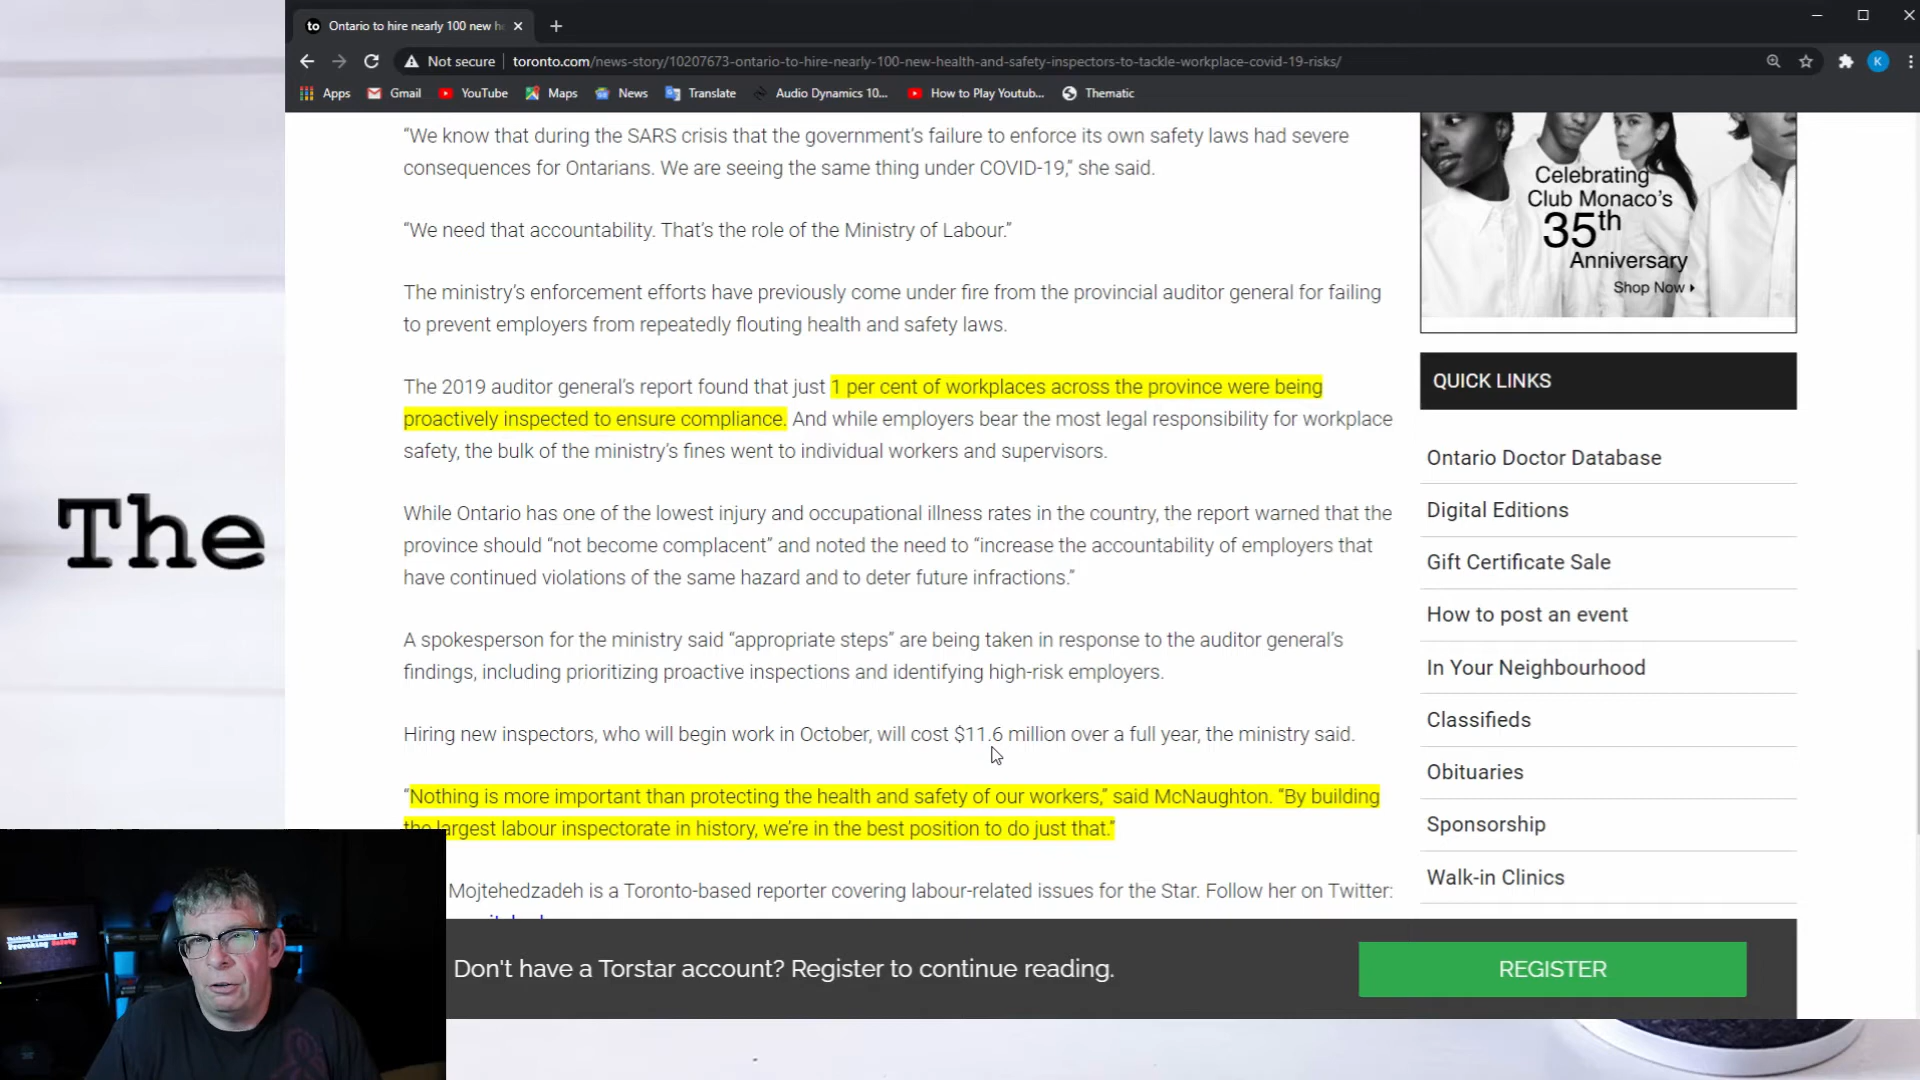 to Ontario to hire nearly 100 new h
Not secure toronto.com/news-story/10207673-ontario-to-hire-nearly-100-new-health-and-safety-inspectors-to-tackle-workplace-covid-19-risks/
K
Apps Gmail YouTube Maps News Translate Audio Dynamics 10... How to Play Youtub... Thematic
“We know that during the SARS crisis that the government’s failure to enforce its own safety laws had severe
consequences for Ontarians. We are seeing the same thing under COVID-19,” she said.
“We need that accountability. That’s the role of the Ministry of Labour.”
The ministry’s enforcement efforts have previously come under fire from the provincial auditor general for failing
to prevent employers from repeatedly flouting health and safety laws.
The 2019 auditor general’s report found that just 1 per cent of workplaces across the province were being
proactively inspected to ensure compliance. And while employers bear the most legal responsibility for workplace
safety, the bulk of the ministry’s fines went to individual workers and supervisors.
While Ontario has one of the lowest injury and occupational illness rates in the country, the report warned that the
province should “not become complacent” and noted the need to “increase the accountability of employers that
have continued violations of the same hazard and to deter future infractions.”
A spokesperson for the ministry said “appropriate steps” are being taken in response to the auditor general’s
findings, including prioritizing proactive inspections and identifying high-risk employers.
Hiring new inspectors, who will begin work in October, will cost $11.6 million over a full year, the ministry said.
“Nothing is more important than protecting the health and safety of our workers,” said McNaughton. “By building
the largest labour inspectorate in history, we’re in the best position to do just that.”
Mojtehedzadeh is a Toronto-based reporter covering labour-related issues for the Star. Follow her on Twitter:
Celebrating
Club Monaco’s
35th
Anniversary
Shop Now
QUICK LINKS
Ontario Doctor Database
Digital Editions
Gift Certificate Sale
How to post an event
In Your Neighbourhood
Classifieds
Obituaries
Sponsorship
Walk-in Clinics
Don't have a Torstar account? Register to continue reading.
REGISTER
The
Provoking Safety